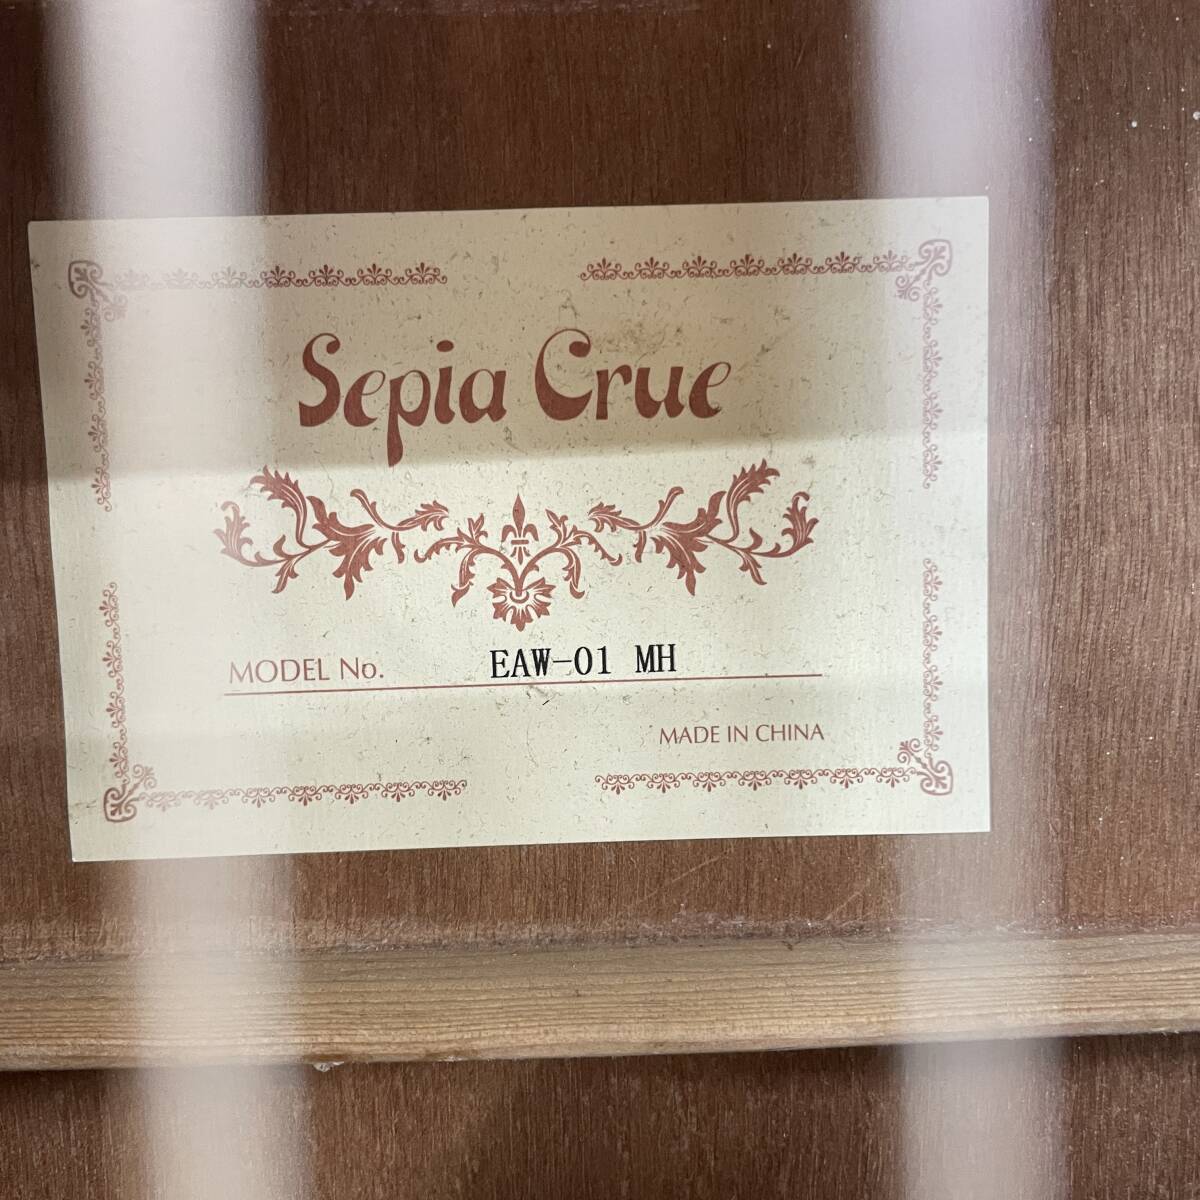 Sepia Crue
MODEL No. EAW-01 MH
MADE IN CHINA